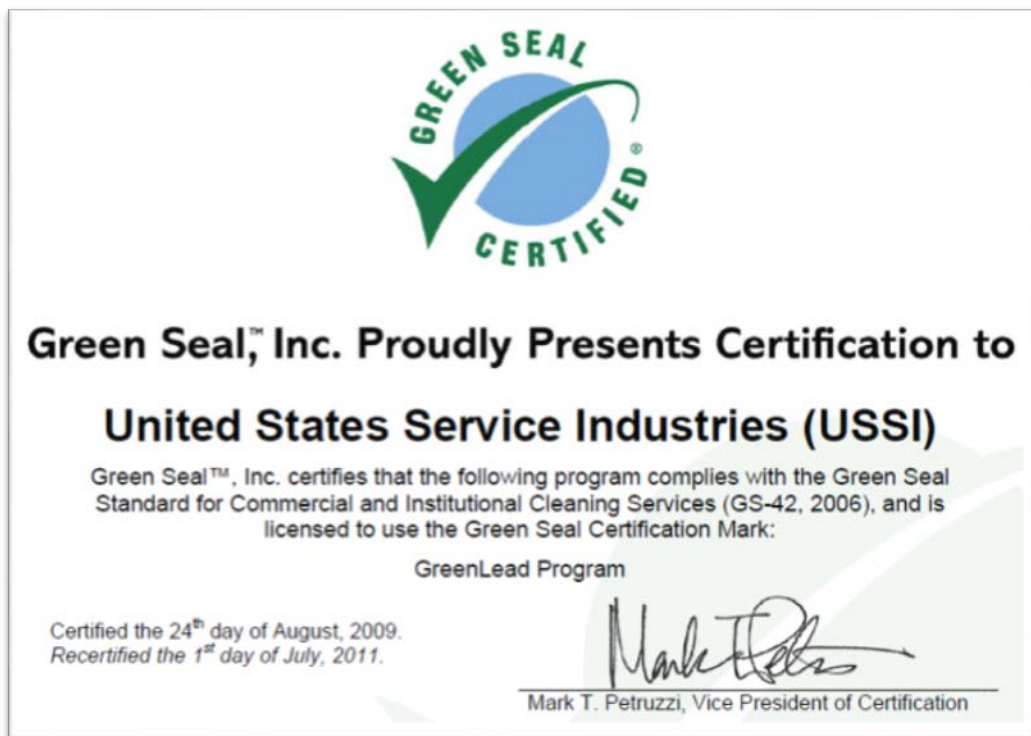 GREEN SEAL
CERTIFIED®
Green Seal,™ Inc. Proudly Presents Certification to
United States Service Industries (USSI)
Green Seal™, Inc. certifies that the following program complies with the Green Seal
Standard for Commercial and Institutional Cleaning Services (GS-42, 2006), and is
licensed to use the Green Seal Certification Mark:
GreenLead Program
Certified the 24th day of August, 2009.
Recertified the 1st day of July, 2011.
Mark T. Petruzzi, Vice President of Certification